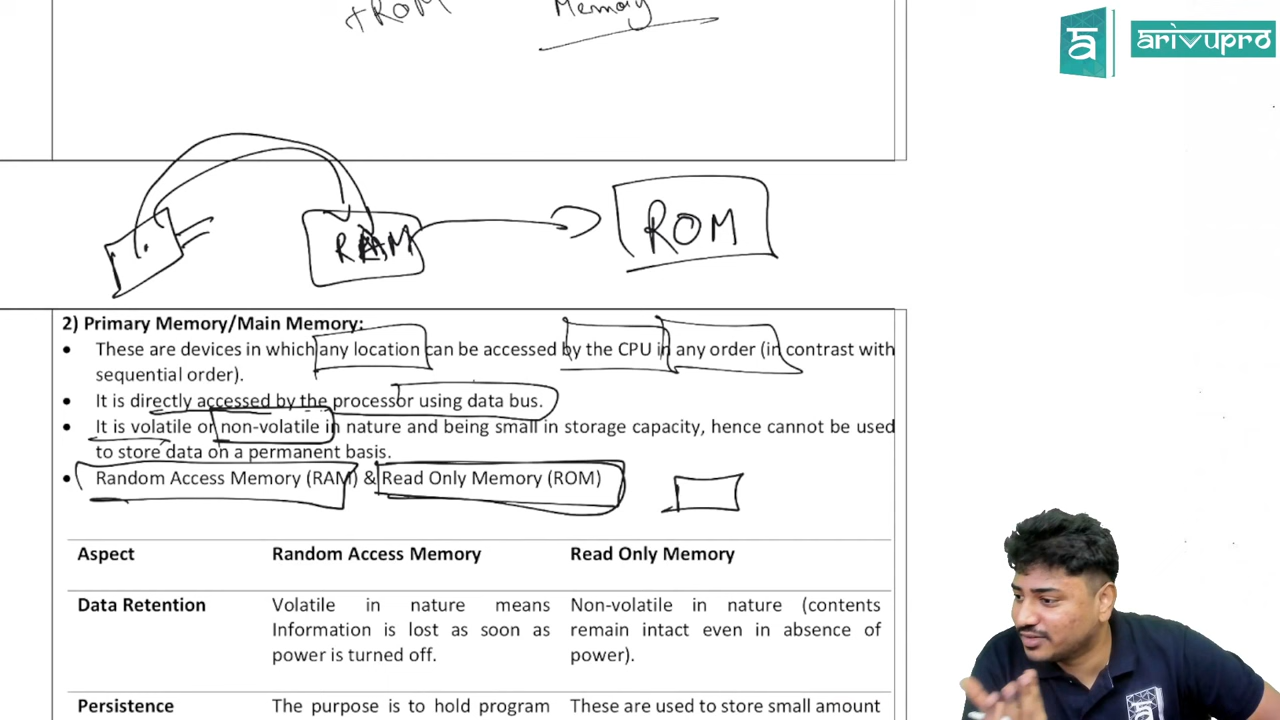 +ROM Memory
arivupro
RAM ROM
2) Primary Memory/Main Memory:
• These are devices in which any location can be accessed by the CPU in any order (in contrast with
sequential order).
• It is directly accessed by the processor using data bus.
• It is volatile or non-volatile in nature and being small in storage capacity, hence cannot be used
to store data on a permanent basis.
• Random Access Memory (RAM) & Read Only Memory (ROM)
Aspect Random Access Memory Read Only Memory
Data Retention Volatile in nature means Non-volatile in nature (contents
Information is lost as soon as remain intact even in absence of
power is turned off. power).
Persistence The purpose is to hold program These are used to store small amount